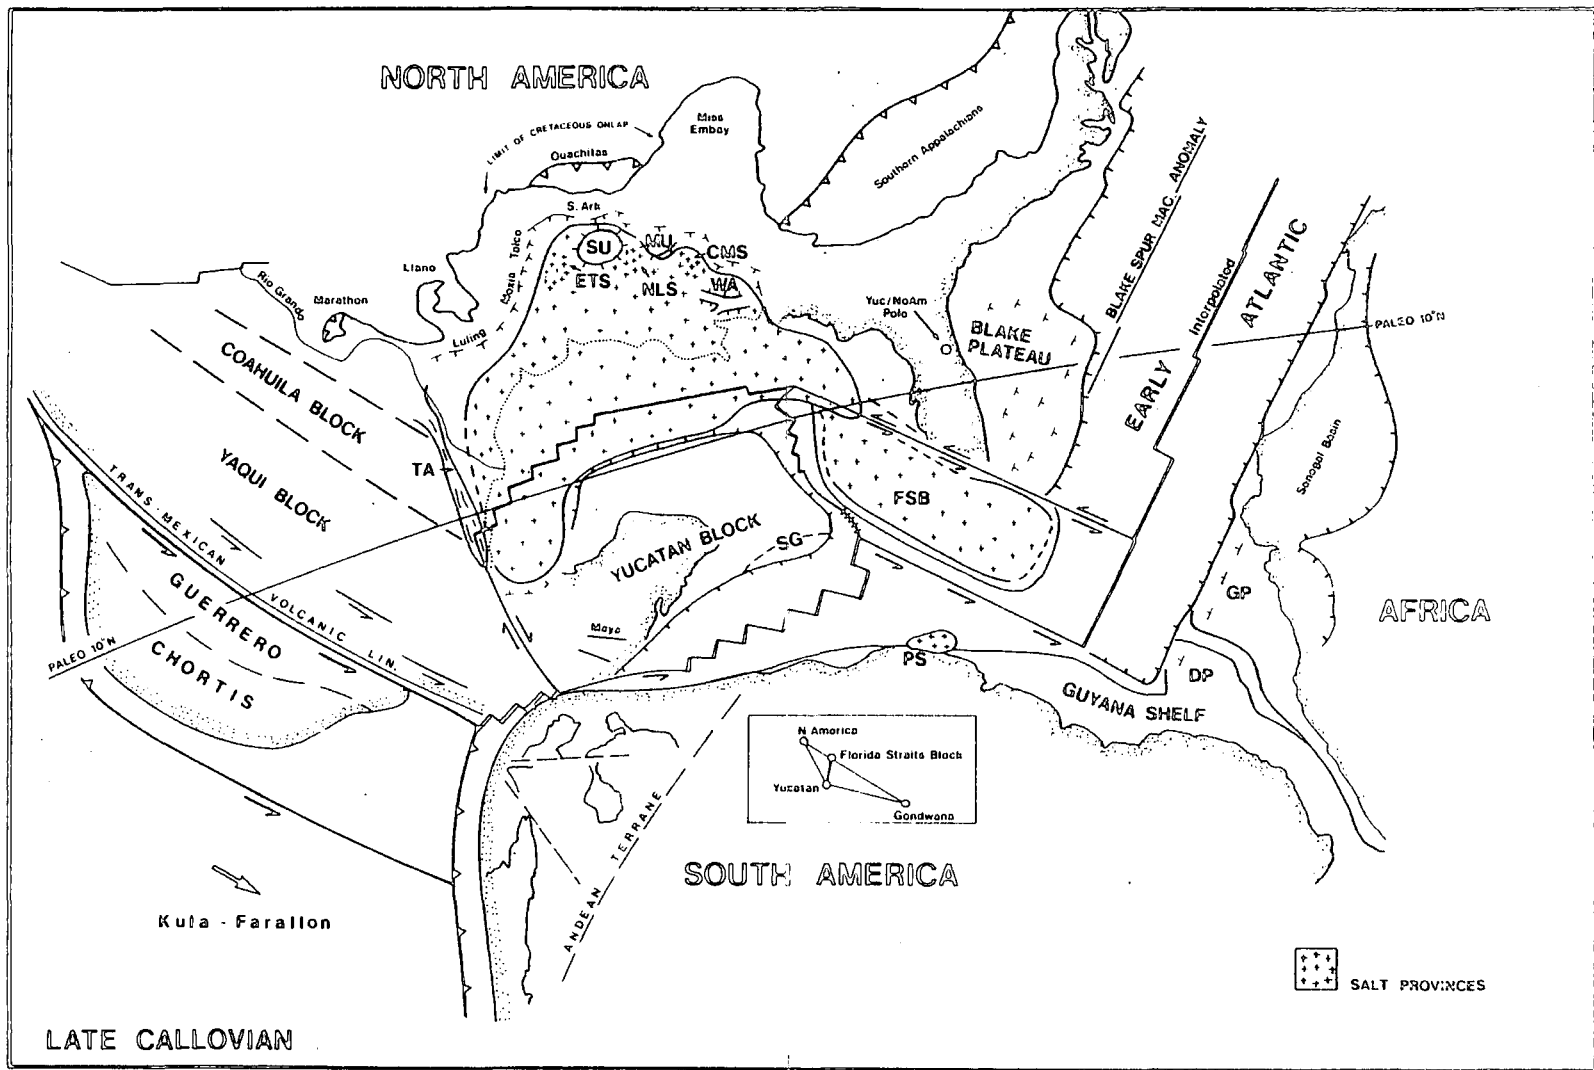 NORTH AMERICA
LIMIT OF CRETACEOUS ONLAP
Ouachitas
Miss
Embay
Southern Appalachians
BLAKE SPUR MAG. ANOMALY
S. Ark
Mexia Talco
SU
MU
CMS
ETS
NLS
WA
Llano
Luling
Rio Grande
Marathon
Yuc/NoAm
Pole
BLAKE
PLATEAU
EARLY
ATLANTIC
Interpolated
PALEO 10°N
Senegal Basin
COAHUILA BLOCK
YAQUI BLOCK
TA
FSB
YUCATAN BLOCK
SG
TRANS-MEXICAN VOLCANIC LIN.
GUERRERO
CHORTIS
PALEO 10°N
Maya
GP
AFRICA
PS
DP
GUYANA SHELF
N America
Florida Straits Block
Yucatan
Gondwana
ANDEAN TERRANE
SOUTH AMERICA
Kula - Farallon
SALT PROVINCES
LATE CALLOVIAN